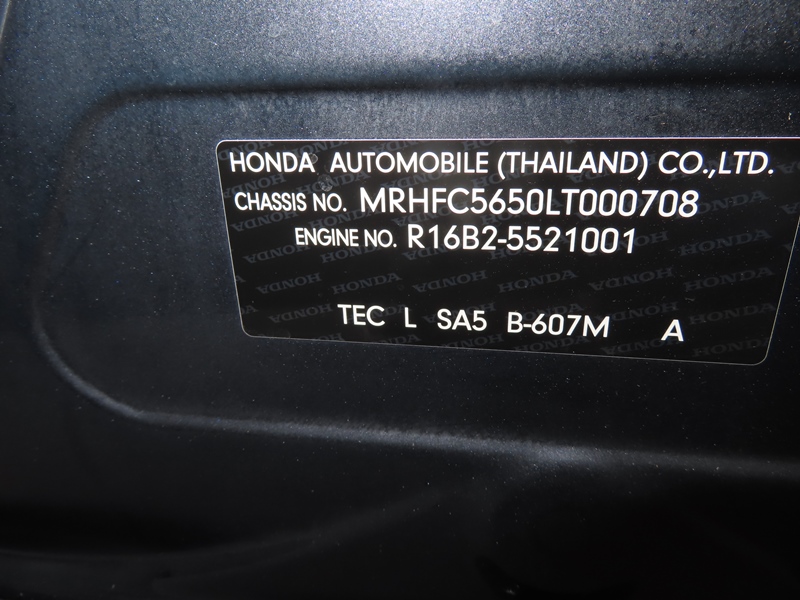 HONDA AUTOMOBILE (THAILAND) CO.,LTD.
CHASSIS NO. MRHFC5650LT000708
ENGINE NO. R16B2-5521001
TEC L SA5 B-607M A